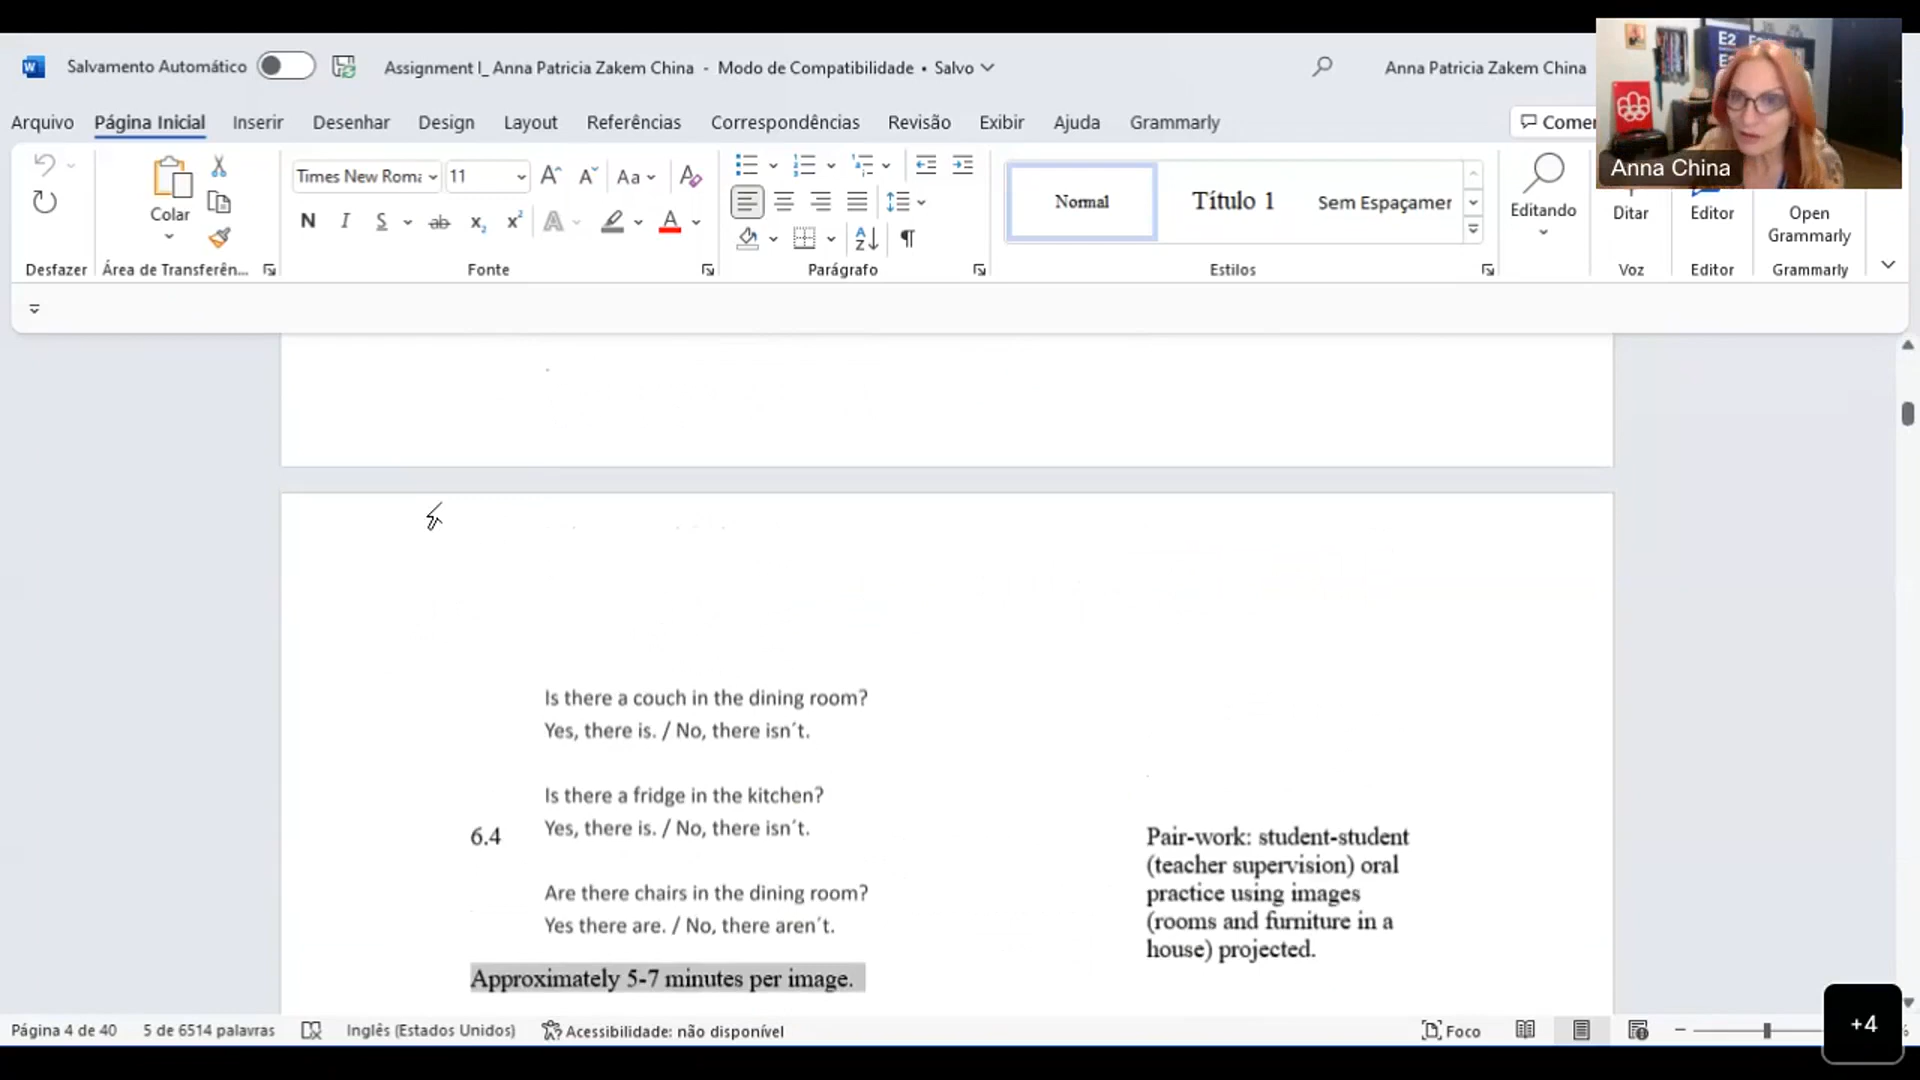 Salvamento Automático
Assignment I_ Anna Patricia Zakem China - Modo de Compatibilidade • Salvo
Anna Patricia Zakem China
Arquivo Página Inicial Inserir Desenhar Design Layout Referências Correspondências Revisão Exibir Ajuda Grammarly
Comen
E2
Anna China
Colar
Times New Roma 11
Aa
N I S ab x₂ x²
Normal Título 1 Sem Espaçamen
Editando
Ditar
Editor
Open
Grammarly
Desfazer
Área de Transferên...
Fonte
Parágrafo
Estilos
Voz
Editor
Grammarly
Is there a couch in the dining room?
Yes, there is. / No, there isn´t.
Is there a fridge in the kitchen?
Yes, there is. / No, there isn´t.
6.4
Are there chairs in the dining room?
Yes there are. / No, there aren´t.
Approximately 5-7 minutes per image.
Pair-work: student-student
(teacher supervision) oral
practice using images
(rooms and furniture in a
house) projected.
Página 4 de 40 5 de 6514 palavras Inglês (Estados Unidos) Acessibilidade: não disponível
Foco
+4